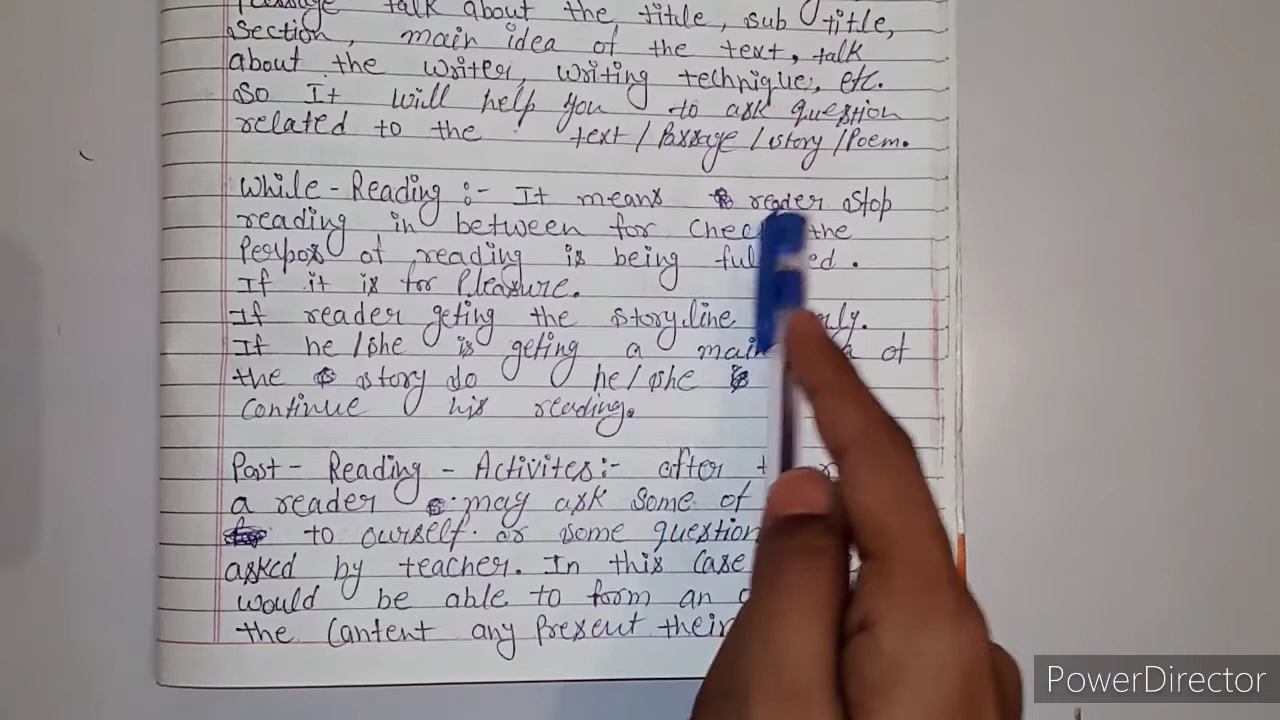 talk about the title, sub title,
Section, main idea of the text, talk
about the writer, writing technique, etc.
So It will help you to ask question
related to the text / Passage / story / Poem.
While - Reading :- It means reader stop
reading in between for the
Perpos of reading is being
If it is for Pleasure.
If reader geting the story line
If he / she is geting a of
the story do he / she
Continue his reading.
Past - Reading - Activites :- after
a reader may ask some of
to ourself. or some question
asked by teacher. In this Case
would be able to form an
the Cantent any Present their
PowerDirector